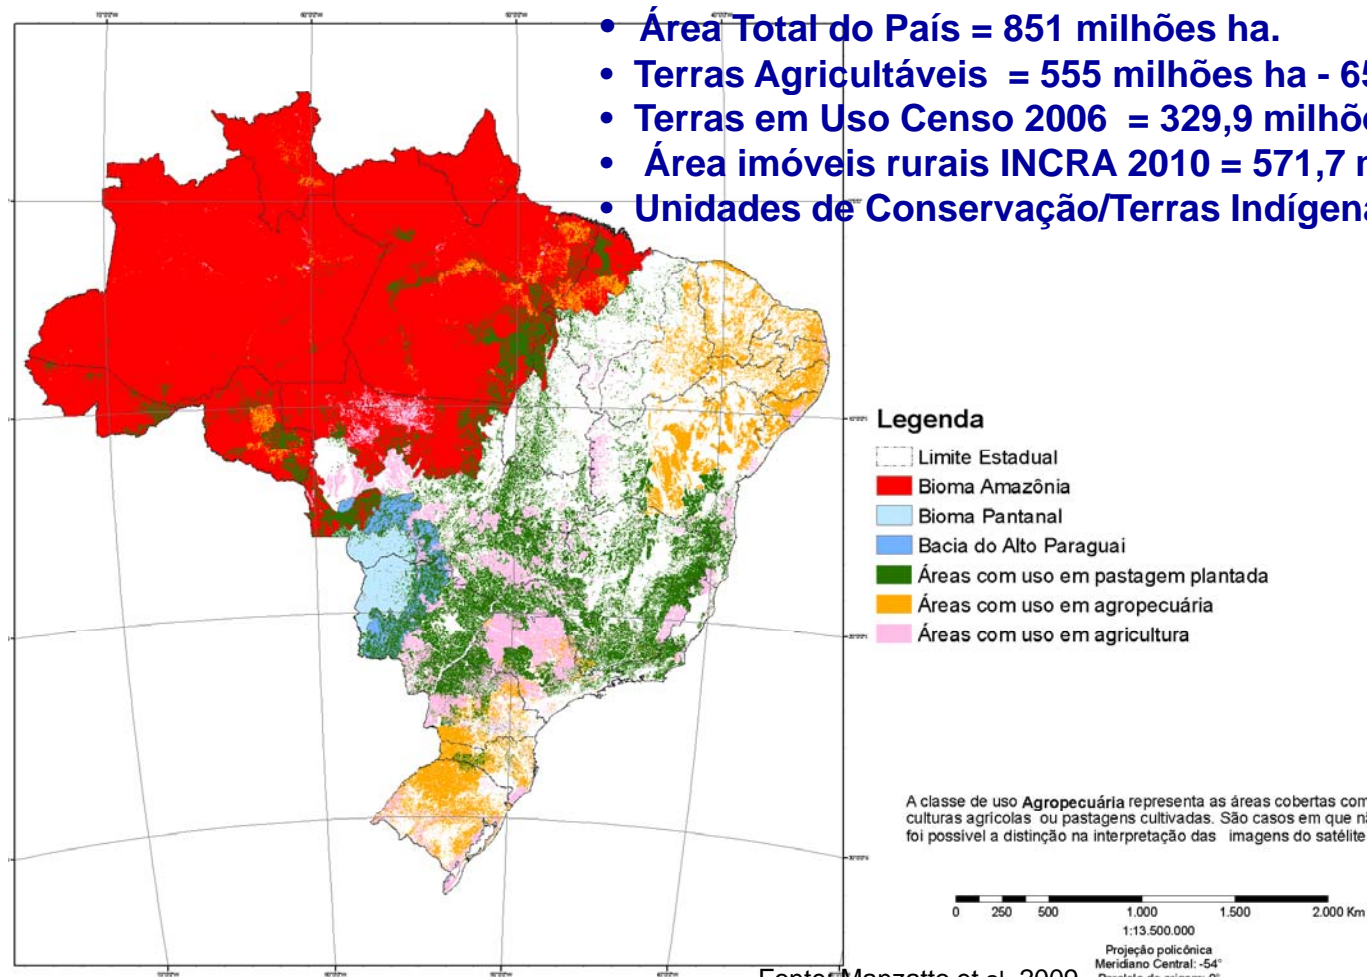 • Área Total do País = 851 milhões ha.
• Terras Agricultáveis = 555 milhões ha - 65
• Terras em Uso Censo 2006 = 329,9 milhõe
• Área imóveis rurais INCRA 2010 = 571,7 m
• Unidades de Conservação/Terras Indígena
Legenda
Limite Estadual
Bioma Amazônia
Bioma Pantanal
Bacia do Alto Paraguai
Áreas com uso em pastagem plantada
Áreas com uso em agropecuária
Áreas com uso em agricultura
A classe de uso Agropecuária representa as áreas cobertas com
culturas agrícolas ou pastagens cultivadas. São casos em que nã
foi possível a distinção na interpretação das imagens do satélite
0 250 500 1.000 1.500 2.000 Km
1:13.500.000
Projeção policônica
Meridiano Central: -54°
Fonte: Manzatto et al, 2009